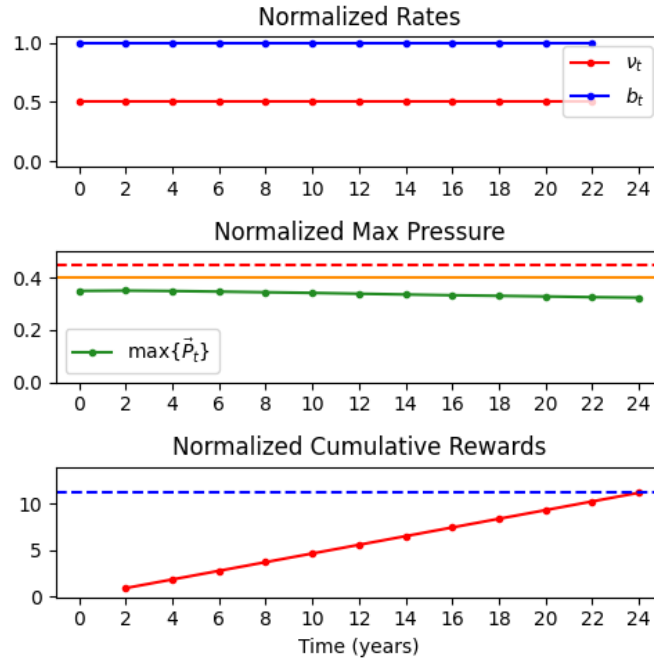 Normalized Rates
1.0
0.5
0.0
ν_t
b_t
0 2 4 6 8 10 12 14 16 18 20 22 24
Normalized Max Pressure
0.4
0.2
0.0
max{P⃗_t}
0 2 4 6 8 10 12 14 16 18 20 22 24
Normalized Cumulative Rewards
10
5
0
0 2 4 6 8 10 12 14 16 18 20 22 24
Time (years)